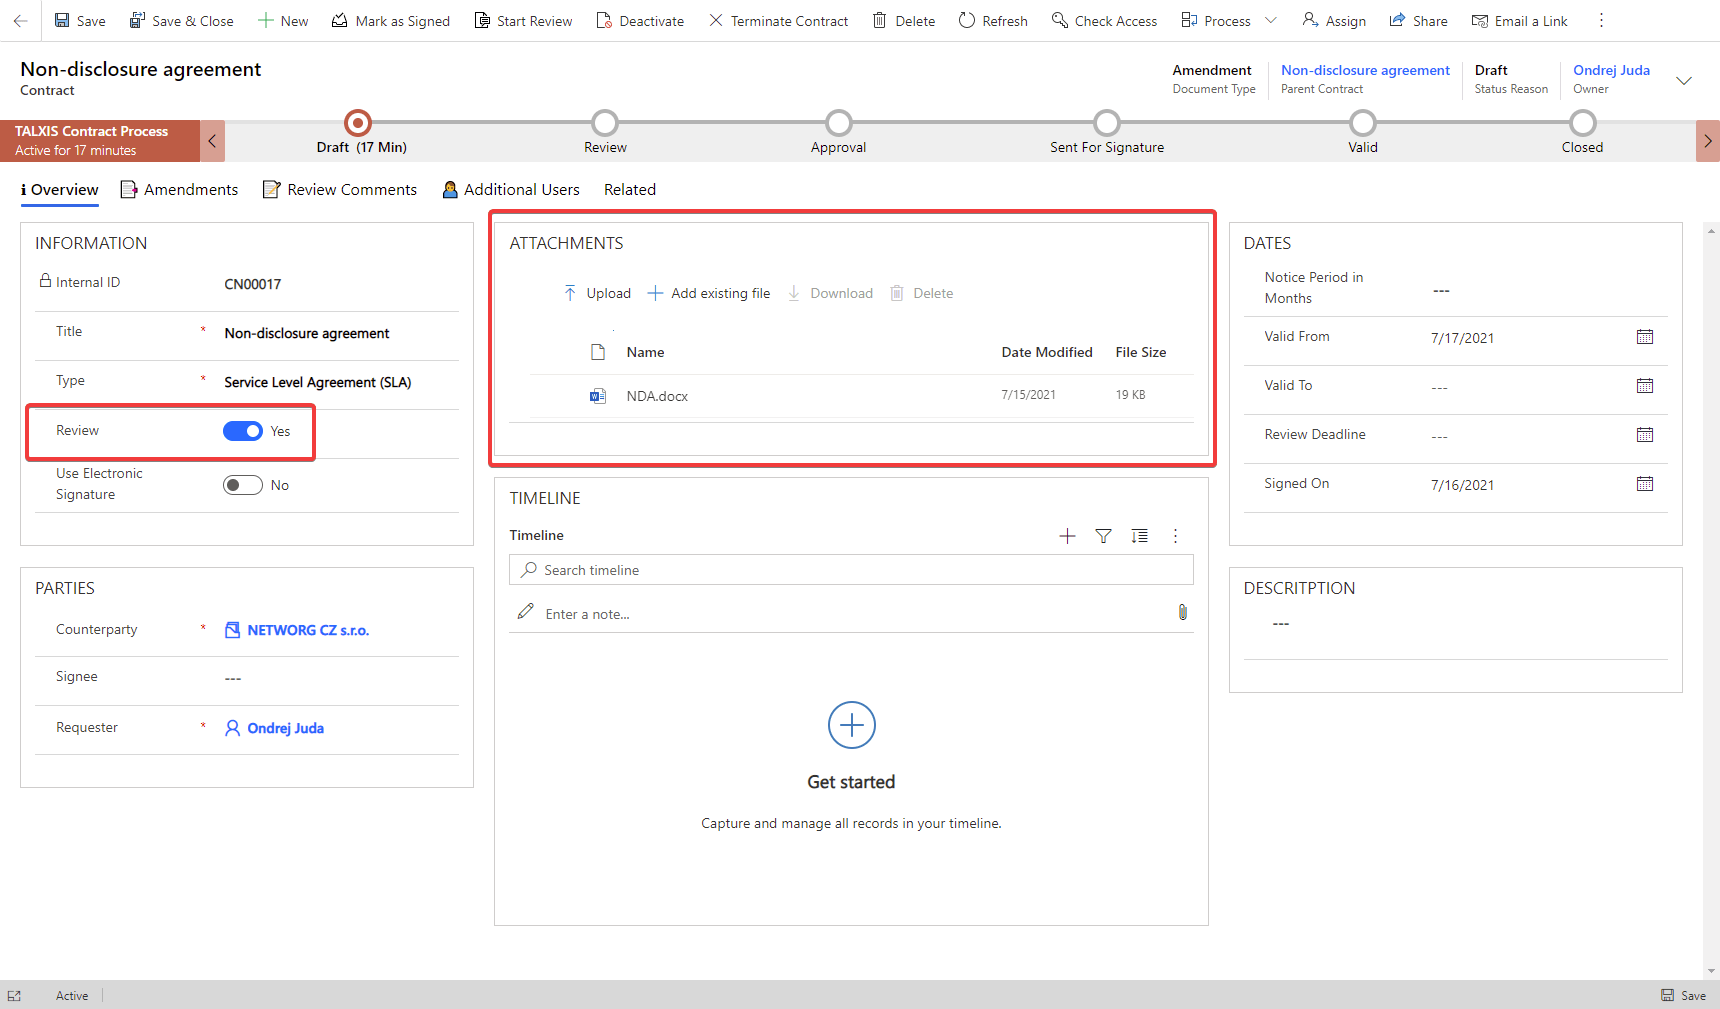 Save
Save & Close
New
Mark as Signed
Start Review
Deactivate
Terminate Contract
Delete
Refresh
Check Access
Process
Assign
Share
Email a Link
Non-disclosure agreement
Contract
Amendment
Document Type
Non-disclosure agreement
Parent Contract
Draft
Status Reason
Ondrej Juda
Owner
TALXIS Contract Process
Active for 17 minutes
Draft (17 Min)
Review
Approval
Sent For Signature
Valid
Closed
Overview
Amendments
Review Comments
Additional Users
Related
INFORMATION
Internal ID
CN00017
Title
*
Non-disclosure agreement
Type
*
Service Level Agreement (SLA)
Review
Yes
Use Electronic
Signature
No
PARTIES
Counterparty
*
NETWORG CZ s.r.o.
Signee
---
Requester
*
Ondrej Juda
ATTACHMENTS
Upload
Add existing file
Download
Delete
Name
Date Modified
File Size
NDA.docx
7/15/2021
19 KB
TIMELINE
Timeline
Search timeline
Enter a note...
Get started
Capture and manage all records in your timeline.
DATES
Notice Period in
Months
---
Valid From
7/17/2021
Valid To
---
Review Deadline
---
Signed On
7/16/2021
DESCRITPTION
---
Active
Save